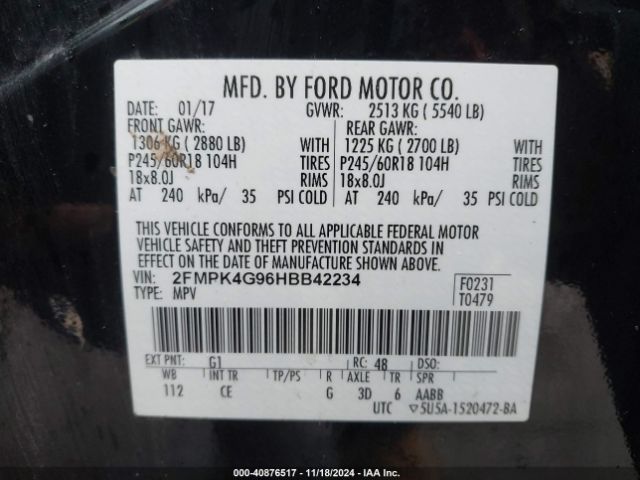 MFD. BY FORD MOTOR CO.
DATE: 01/17 GVWR: 2513 KG ( 5540 LB)
FRONT GAWR: REAR GAWR:
1306 KG ( 2880 LB) WITH 1225 KG ( 2700 LB) WITH
P245/60R18 104H TIRES P245/60R18 104H TIRES
18x8.0J RIMS 18x8.0J RIMS
AT 240 kPa/ 35 PSI COLD AT 240 kPa/ 35 PSI COLD
THIS VEHICLE CONFORMS TO ALL APPLICABLE FEDERAL MOTOR
VEHICLE SAFETY AND THEFT PREVENTION STANDARDS IN
EFFECT ON THE DATE OF MANUFACTURE SHOWN ABOVE.
VIN: 2FMPK4G96HBB42234 F0231
TYPE: MPV T0479
EXT PNT: G1 RC: 48 DSO:
WB INT TR TP/PS R AXLE TR SPR
112 CE G 3D 6 AABB
UTC ▽5U5A-1520472-BA
000-40876517 - 11/18/2024 - IAA Inc.